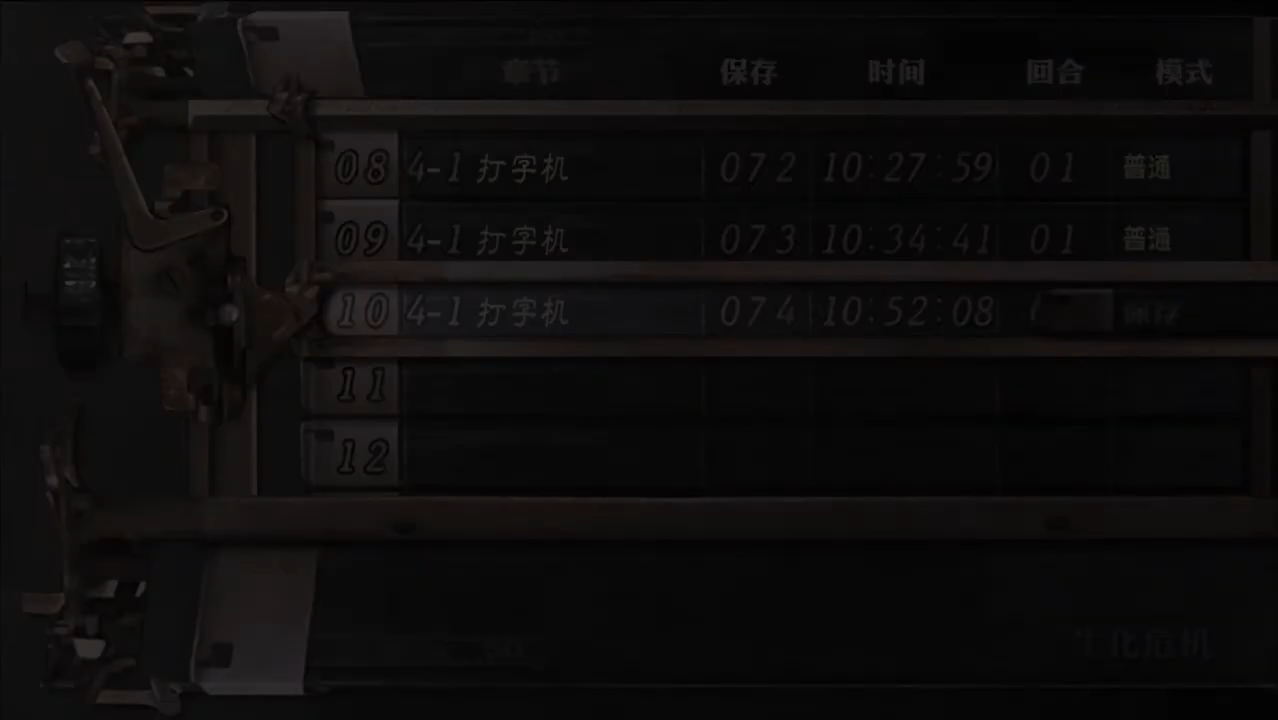 章节 保存 时间 回合 模式
08 4-1 打字机 072 10:27:59 01 普通
09 4-1 打字机 073 10:34:41 01 普通
10 4-1 打字机 074 10:52:08 保存
11
12
生化危机